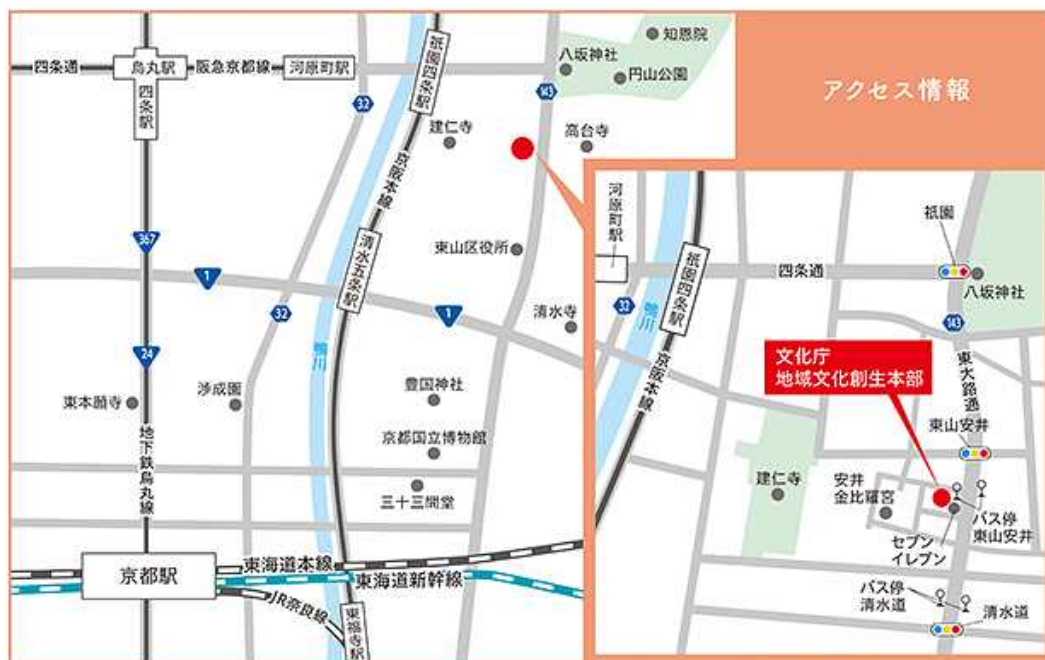 アクセス情報
知恩院
八坂神社
円山公園
四条通
烏丸駅
阪急京都線
河原町駅
四条駅
32
祇園四条駅
143
建仁寺
高台寺
京阪本線
367
東山区役所
清水五条駅
1
32
1
清水寺
鴨川
24
豊国神社
東本願寺
渉成園
京都国立博物館
地下鉄烏丸線
三十三間堂
京都駅
東海道本線
東海道新幹線
JR奈良線
東福寺駅
河原町駅
祇園
四条通
祇園四条駅
八坂神社
32
鴨川
143
京阪本線
文化庁
地域文化創生本部
東大路通
東山安井
建仁寺
安井
金比羅宮
バス停
東山安井
セブン
イレブン
バス停
清水道
清水道